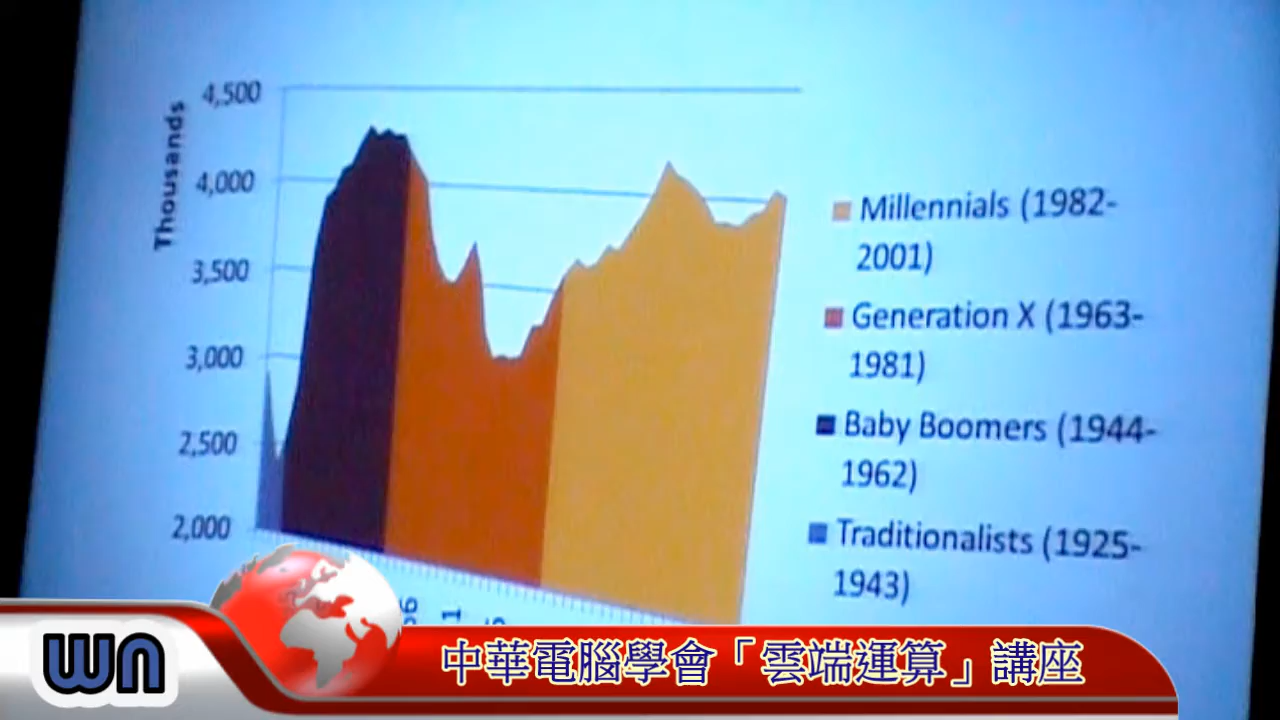 4,500
Thousands
4,000
3,500
3,000
2,500
2,000
Millennials (1982-
2001)
Generation X (1963-
1981)
Baby Boomers (1944-
1962)
Traditionalists (1925-
1943)
wn
中華電腦學會「雲端運算」講座